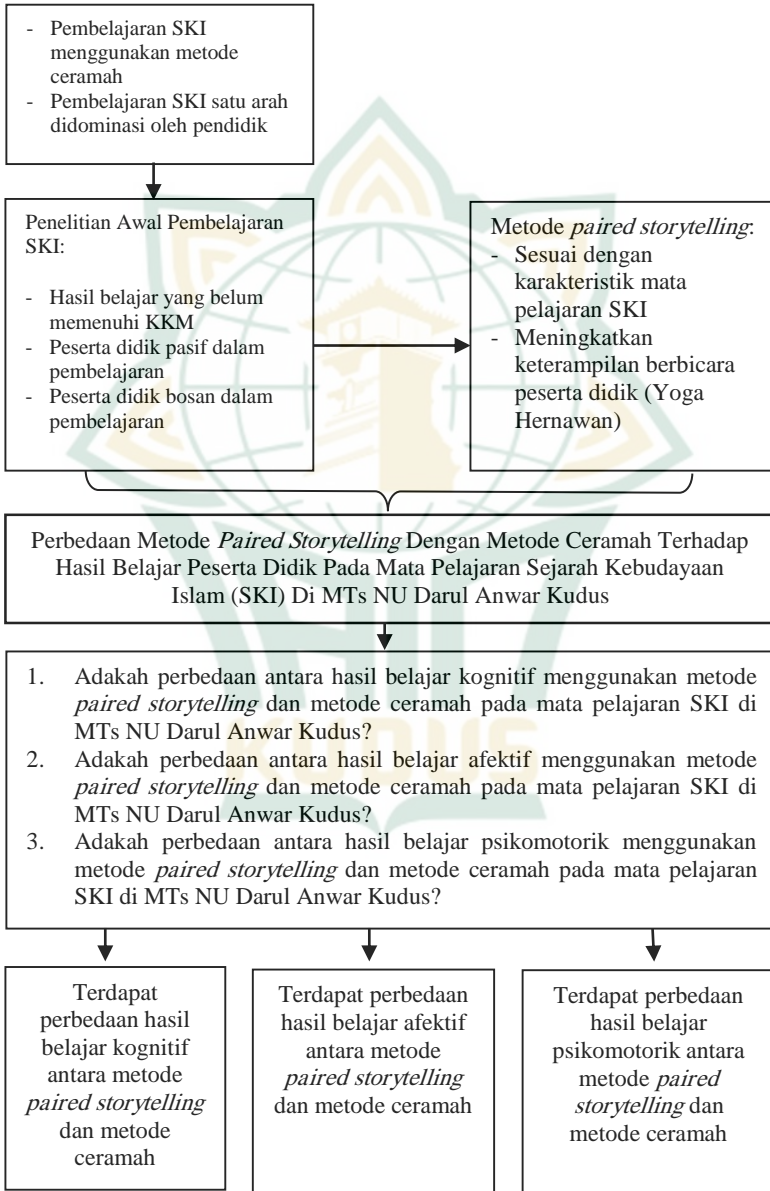 - Pembelajaran SKI
menggunakan metode
ceramah
- Pembelajaran SKI satu arah
didominasi oleh pendidik
Penelitian Awal Pembelajaran
SKI:
- Hasil belajar yang belum
memenuhi KKM
- Peserta didik pasif dalam
pembelajaran
- Peserta didik bosan dalam
pembelajaran
Metode paired storytelling:
- Sesuai dengan
karakteristik mata
pelajaran SKI
- Meningkatkan
keterampilan berbicara
peserta didik (Yoga
Hernawan)
Perbedaan Metode Paired Storytelling Dengan Metode Ceramah Terhadap
Hasil Belajar Peserta Didik Pada Mata Pelajaran Sejarah Kebudayaan
Islam (SKI) Di MTs NU Darul Anwar Kudus
1. Adakah perbedaan antara hasil belajar kognitif menggunakan metode
paired storytelling dan metode ceramah pada mata pelajaran SKI di
MTs NU Darul Anwar Kudus?
2. Adakah perbedaan antara hasil belajar afektif menggunakan metode
paired storytelling dan metode ceramah pada mata pelajaran SKI di
MTs NU Darul Anwar Kudus?
3. Adakah perbedaan antara hasil belajar psikomotorik menggunakan
metode paired storytelling dan metode ceramah pada mata pelajaran
SKI di MTs NU Darul Anwar Kudus?
KUDUS
Terdapat
perbedaan hasil
belajar kognitif
antara metode
paired storytelling
dan metode
ceramah
Terdapat perbedaan
hasil belajar afektif
antara metode
paired storytelling
dan metode ceramah
Terdapat perbedaan
hasil belajar
psikomotorik antara
metode paired
storytelling dan
metode ceramah